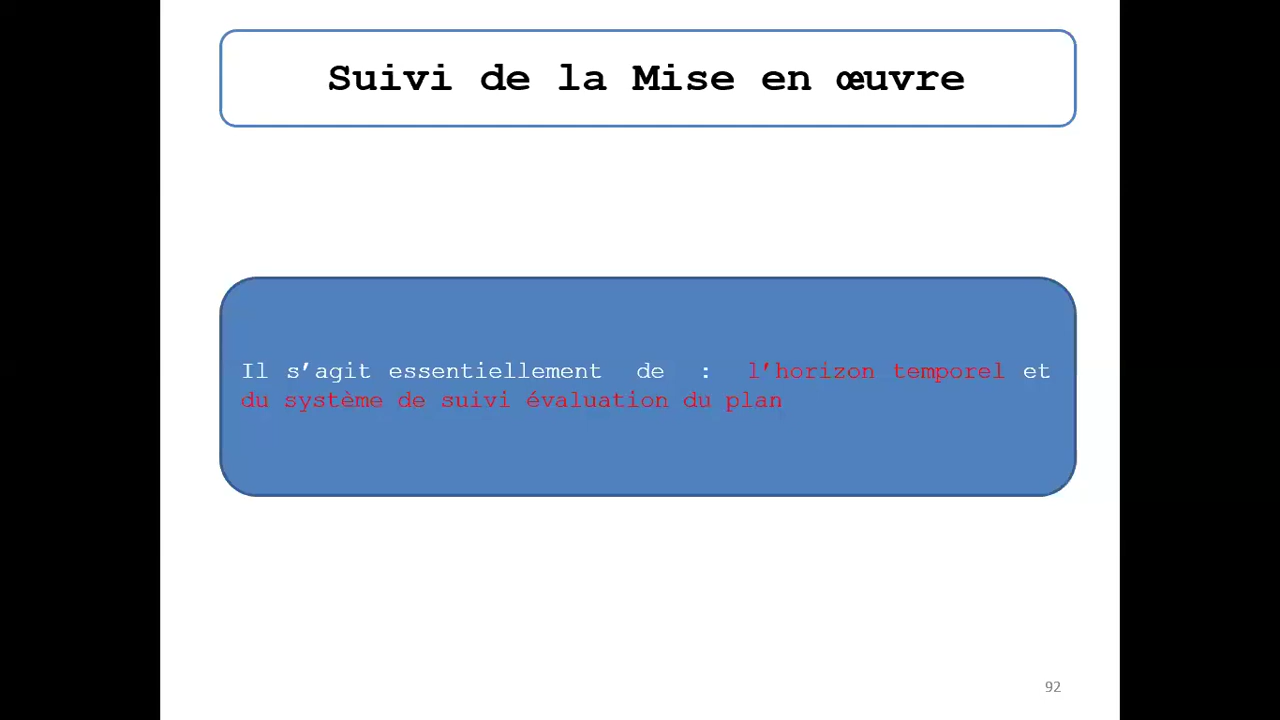 Suivi de la Mise en œuvre
Il s’agit essentiellement de : l’horizon temporel et
du système de suivi évaluation du plan
92